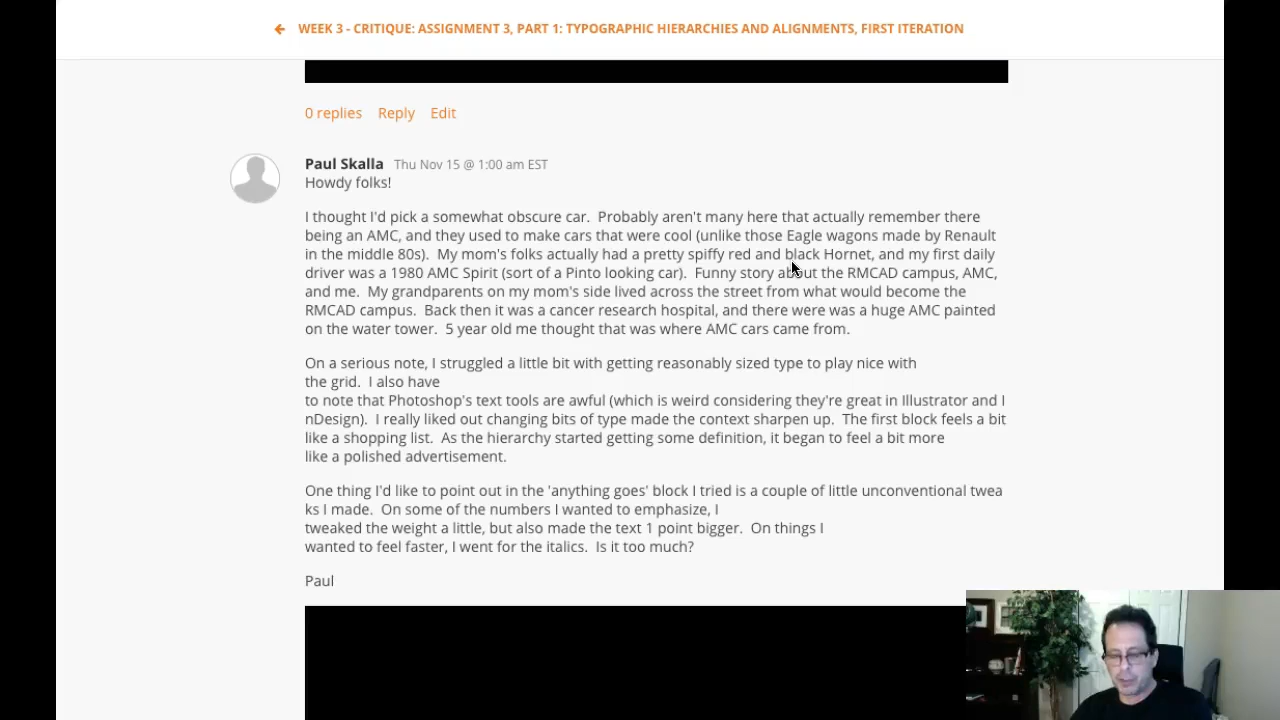 WEEK 3 - CRITIQUE: ASSIGNMENT 3, PART 1: TYPOGRAPHIC HIERARCHIES AND ALIGNMENTS, FIRST ITERATION
0 replies Reply Edit
Paul Skalla Thu Nov 15 @ 1:00 am EST
Howdy folks!
I thought I'd pick a somewhat obscure car.  Probably aren't many here that actually remember there
being an AMC, and they used to make cars that were cool (unlike those Eagle wagons made by Renault
in the middle 80s).  My mom's folks actually had a pretty spiffy red and black Hornet, and my first daily
driver was a 1980 AMC Spirit (sort of a Pinto looking car).  Funny story about the RMCAD campus, AMC,
and me.  My grandparents on my mom's side lived across the street from what would become the
RMCAD campus.  Back then it was a cancer research hospital, and there were was a huge AMC painted
on the water tower.  5 year old me thought that was where AMC cars came from.
On a serious note, I struggled a little bit with getting reasonably sized type to play nice with
the grid.  I also have
to note that Photoshop's text tools are awful (which is weird considering they're great in Illustrator and I
nDesign).  I really liked out changing bits of type made the context sharpen up.  The first block feels a bit
like a shopping list.  As the hierarchy started getting some definition, it began to feel a bit more
like a polished advertisement.
One thing I'd like to point out in the 'anything goes' block I tried is a couple of little unconventional twea
ks I made.  On some of the numbers I wanted to emphasize, I
tweaked the weight a little, but also made the text 1 point bigger.  On things I
wanted to feel faster, I went for the italics.  Is it too much?
Paul